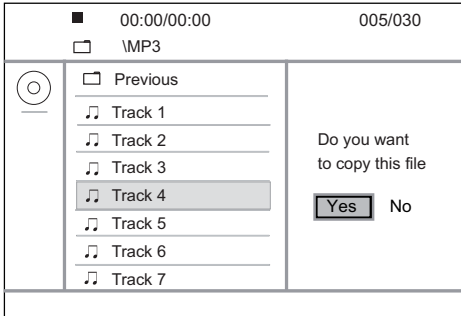 00:00/00:00 005/030
\MP3
Previous
Track 1
Track 2
Track 3
Track 4
Track 5
Track 6
Track 7
Do you want
to copy this file
Yes No